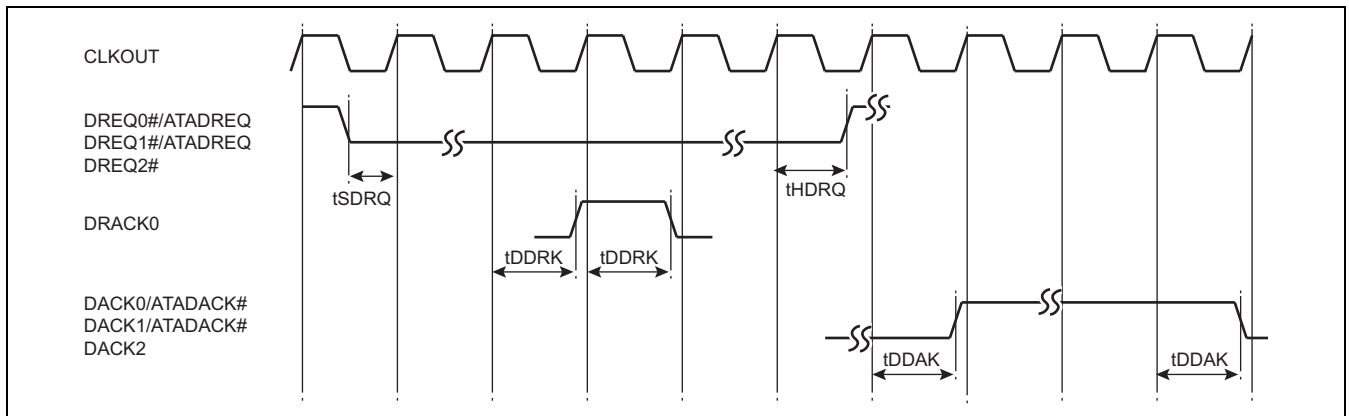 CLKOUT
DREQ0#/ATADREQ
DREQ1#/ATADREQ
DREQ2#
tSDRQ
tHDRQ
DRACK0
tDDRK
tDDRK
DACK0/ATADACK#
DACK1/ATADACK#
DACK2
tDDAK
tDDAK